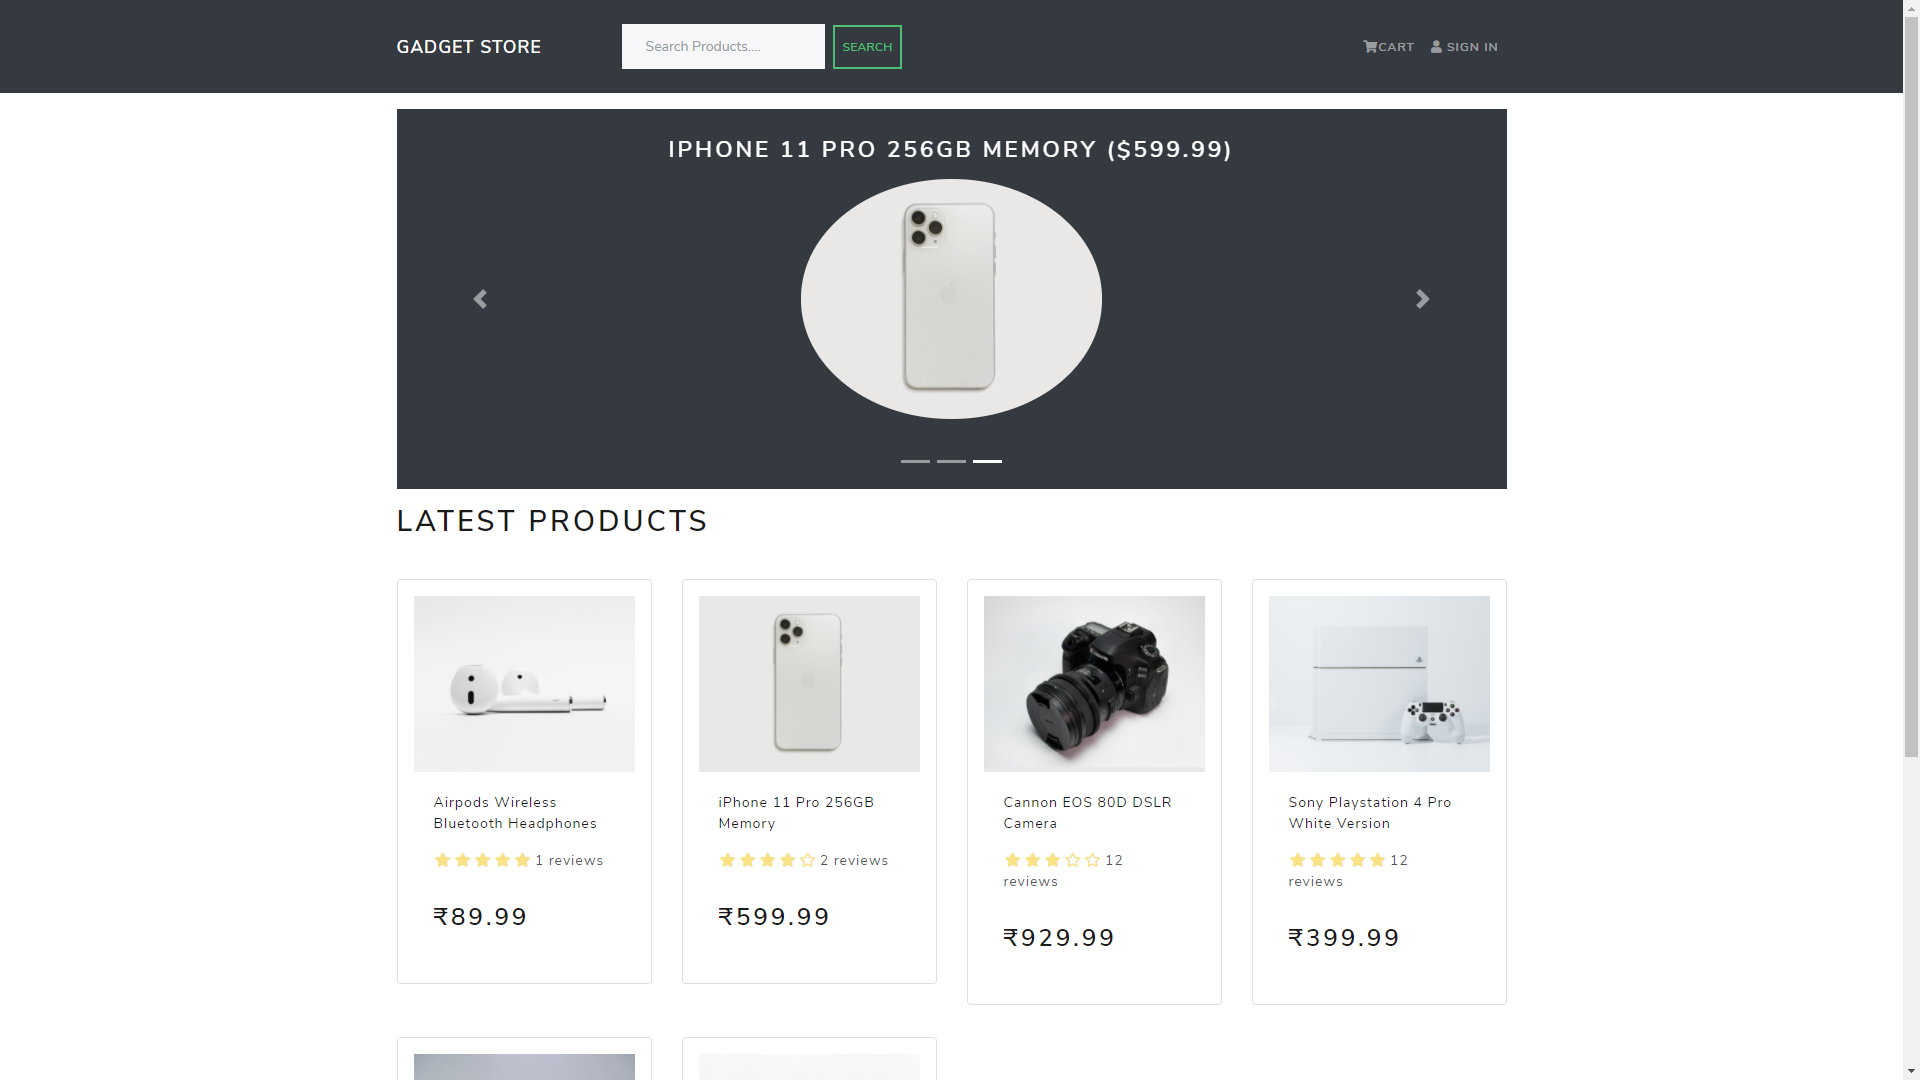 GADGET STORE
Search Products....
SEARCH
CART
SIGN IN
IPHONE 11 PRO 256GB MEMORY ($599.99)
LATEST PRODUCTS
Airpods Wireless
Bluetooth Headphones
1 reviews
₹89.99
iPhone 11 Pro 256GB
Memory
2 reviews
₹599.99
Cannon EOS 80D DSLR
Camera
12
reviews
₹929.99
Sony Playstation 4 Pro
White Version
12
reviews
₹399.99